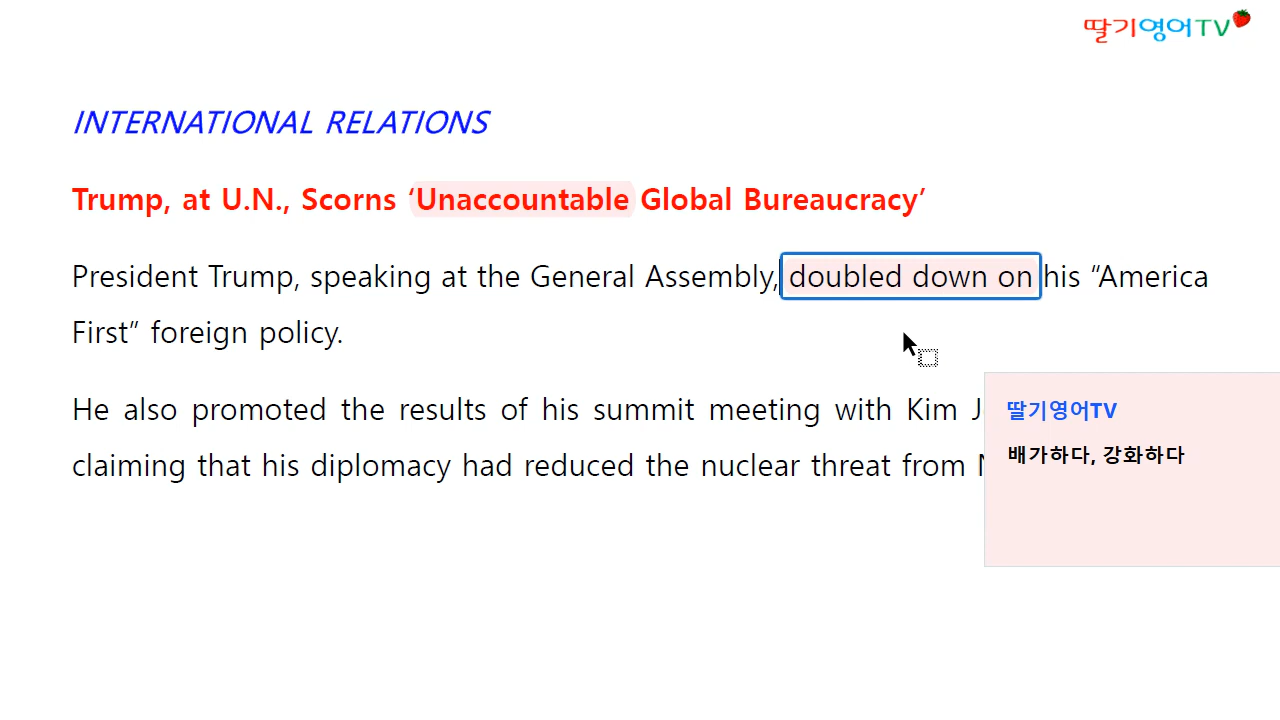 딸기영어TV
INTERNATIONAL RELATIONS
Trump, at U.N., Scorns ‘Unaccountable Global Bureaucracy’
President Trump, speaking at the General Assembly, doubled down on his “America
First” foreign policy.
He also promoted the results of his summit meeting with Kim
claiming that his diplomacy had reduced the nuclear threat from
딸기영어TV
배가하다, 강화하다